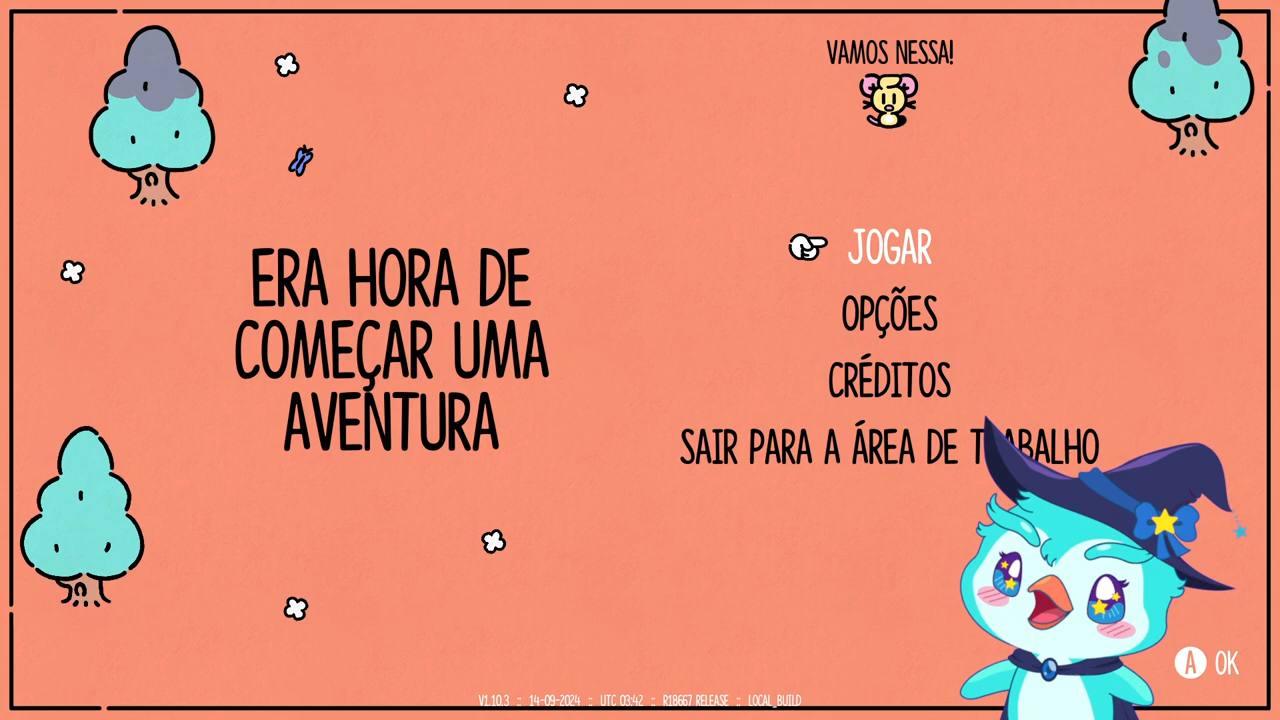 VAMOS NESSA!
ERA HORA DE
COMEÇAR UMA
AVENTURA
JOGAR
OPÇÕES
CRÉDITOS
SAIR PARA A ÁREA DE TRABALHO
A OK
V1.10.3 :: 14-09-2024 :: UTC 03:42 :: R18667 RELEASE :: LOCAL_BUILD